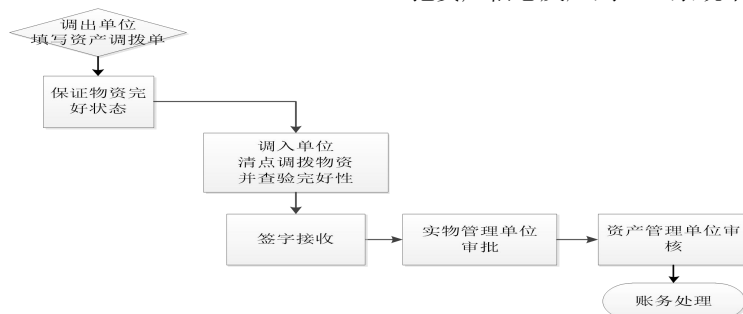 调出单位
填写资产调拨单
保证物资完
好状态
调入单位
清点调拨物资
并查验完好性
签字接收
实物管理单位
审批
资产管理单位审
核
账务处理